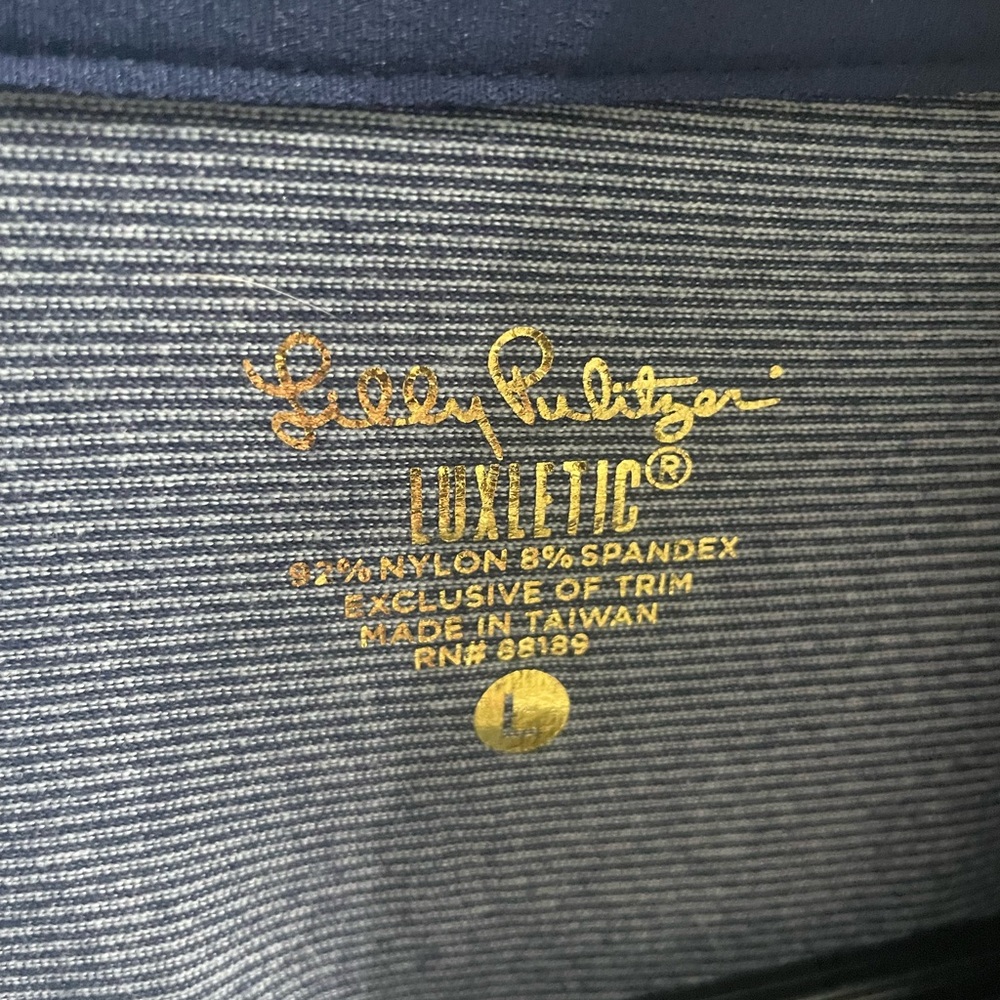 Lilly Pulitzer
LUXLETIC®
92% NYLON 8% SPANDEX
EXCLUSIVE OF TRIM
MADE IN TAIWAN
RN# 88189
L